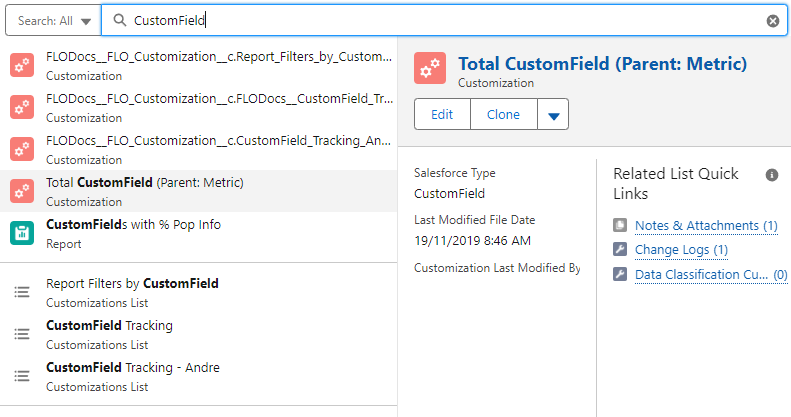 Search: All
CustomField
FLODocs__FLO_Customization__c.Report_Filters_by_Custom...
Customization
FLODocs__FLO_Customization__c.FLODocs__CustomField_Tr...
Customization
FLODocs__FLO_Customization__c.CustomField_Tracking_An...
Customization
Total CustomField (Parent: Metric)
Customization
CustomFields with % Pop Info
Report
Report Filters by CustomField
Customizations List
CustomField Tracking
Customizations List
CustomField Tracking - Andre
Customizations List
Total CustomField (Parent: Metric)
Customization
Edit
Clone
Salesforce Type
CustomField
Last Modified File Date
19/11/2019 8:46 AM
Customization Last Modified By
Related List Quick
Links
Notes & Attachments (1)
Change Logs (1)
Data Classification Cu... (0)